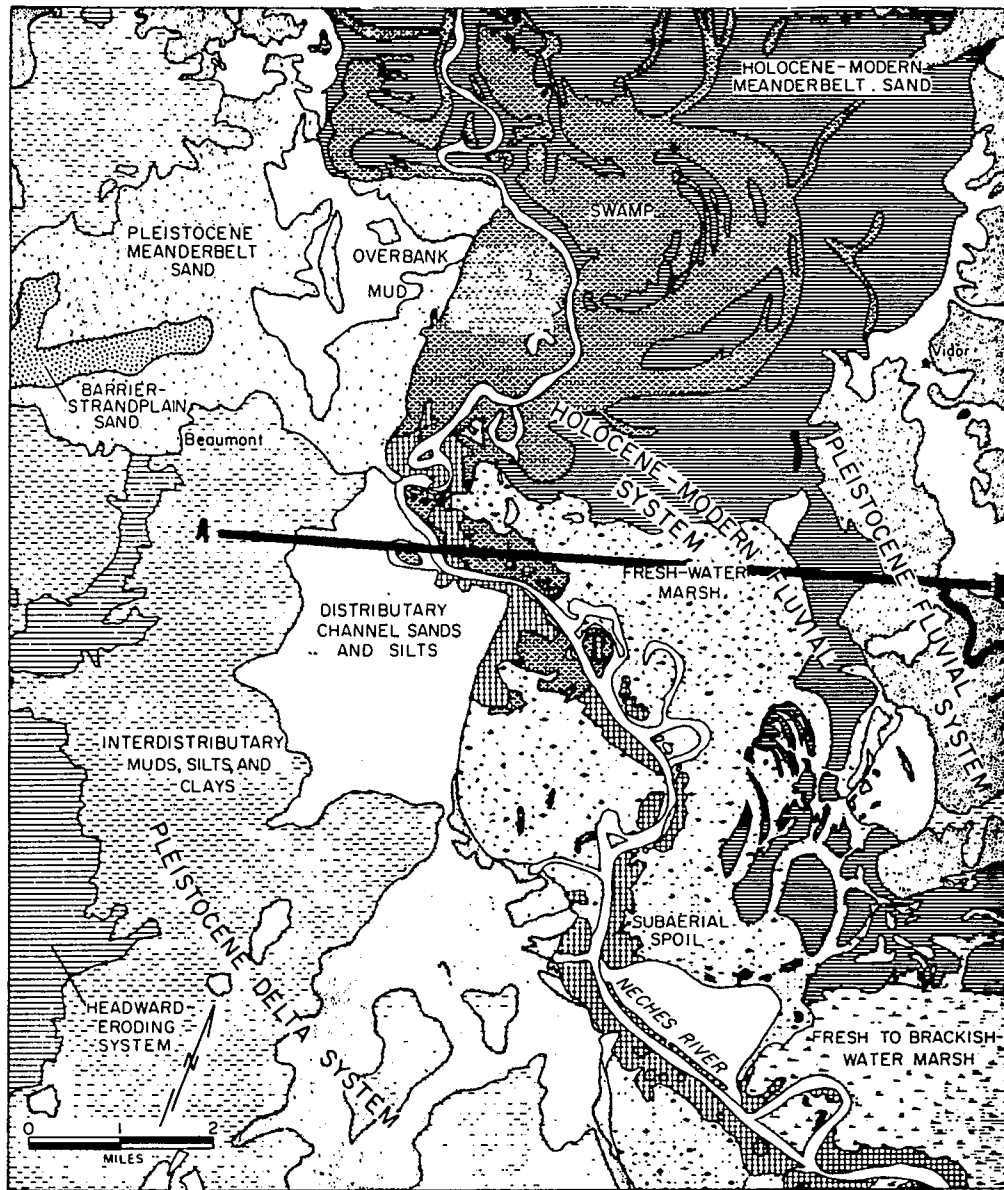 HOLOCENE-MODERN
MEANDERBELT SAND
SWAMP
PLEISTOCENE
MEANDERBELT
SAND
OVERBANK
MUD
Vidor
BARRIER-
STRANDPLAIN
SAND
Beaumont
HOLOCENE-MODERN FLUVIAL
SYSTEM
PLEISTOCENE FLUVIAL SYSTEM
A
FRESH-WATER
MARSH
DISTRIBUTARY
CHANNEL SANDS
AND SILTS
INTERDISTRIBUTARY
MUDS, SILTS, AND
CLAYS
PLEISTOCENE DELTA SYSTEM
SUBAERIAL
SPOIL
NECHES RIVER
HEADWARD-
ERODING
SYSTEM
FRESH TO BRACKISH-
WATER MARSH
N
0 1 2
MILES